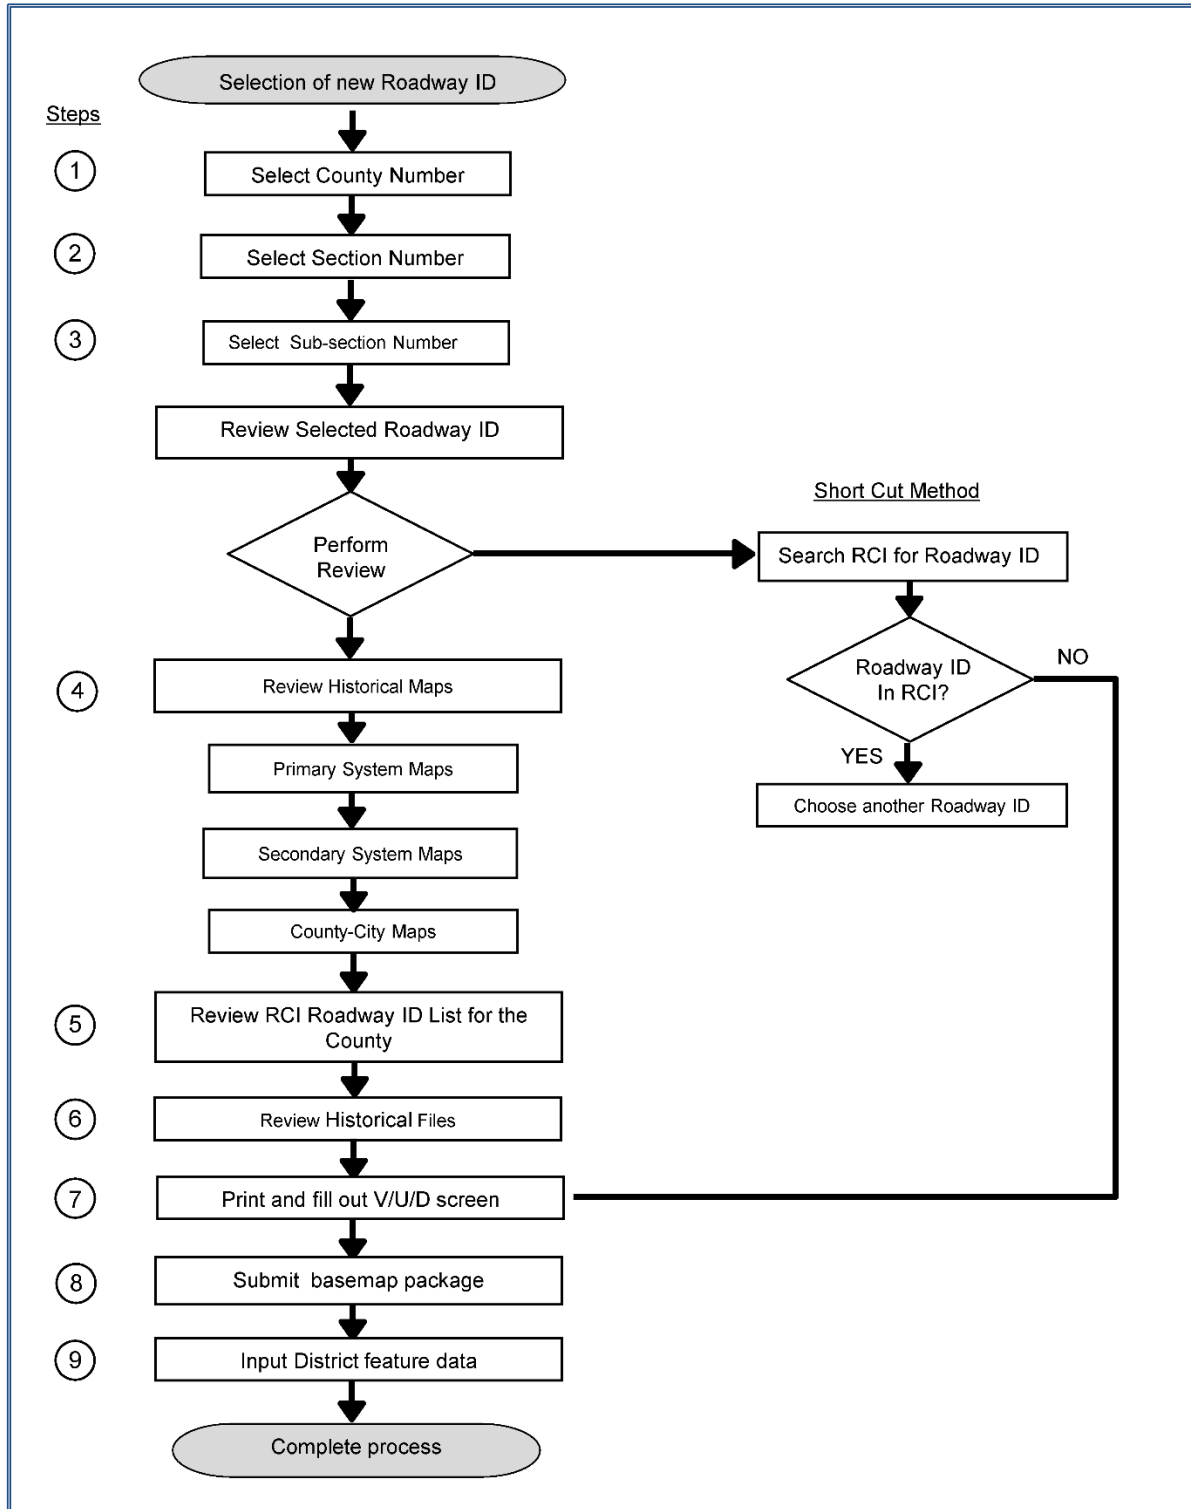 Selection of new Roadway ID
Steps
1
Select County Number
2
Select Section Number
3
Select Sub-section Number
Review Selected Roadway ID
Perform
Review
Short Cut Method
Search RCI for Roadway ID
Roadway ID
In RCI?
NO
YES
Choose another Roadway ID
4
Review Historical Maps
Primary System Maps
Secondary System Maps
County-City Maps
5
Review RCI Roadway ID List for the
County
6
Review Historical Files
7
Print and fill out V/U/D screen
8
Submit basemap package
9
Input District feature data
Complete process